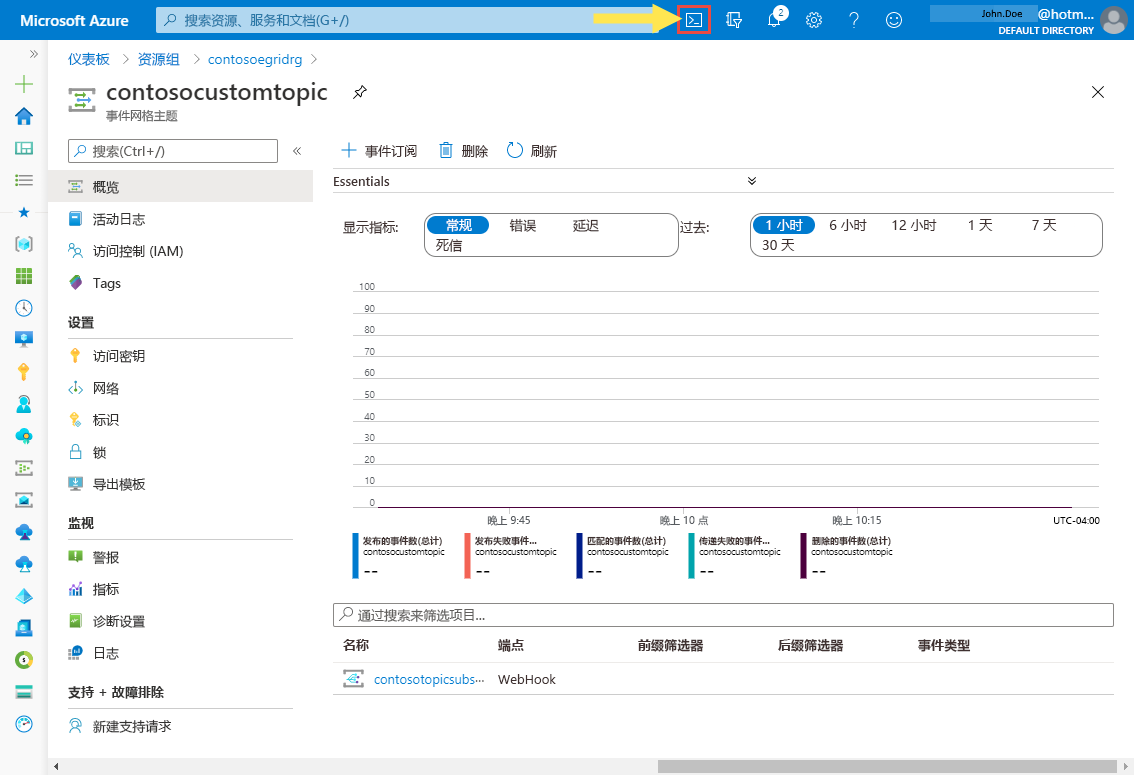 Microsoft Azure
搜索资源、服务和文档(G+/)
2
John.Doe @hotm...
DEFAULT DIRECTORY
仪表板 > 资源组 > contosoegridrg >
contosocustomtopic
事件网格主题
搜索(Ctrl+/)
概览
活动日志
访问控制 (IAM)
Tags
设置
访问密钥
网络
标识
锁
导出模板
监视
警报
指标
诊断设置
日志
支持 + 故障排除
新建支持请求
事件订阅 删除 刷新
Essentials
显示指标: 常规 错误 延迟
死信
过去: 1 小时 6 小时 12 小时 1 天 7 天
30 天
100
90
80
70
60
50
40
30
20
10
0
晚上 9:45 晚上 10 点 晚上 10:15 UTC-04:00
发布的事件数(总计) 发布失败事件... 匹配的事件数(总计) 传递失败的事件... 删除的事件数(总计)
contosocustomtopic contosocustomtopic contosocustomtopic contosocustomtopic contosocustomtopic
-- -- -- -- --
通过搜索来筛选项目...
名称 端点 前缀筛选器 后缀筛选器 事件类型
contosotopicsubs... WebHook